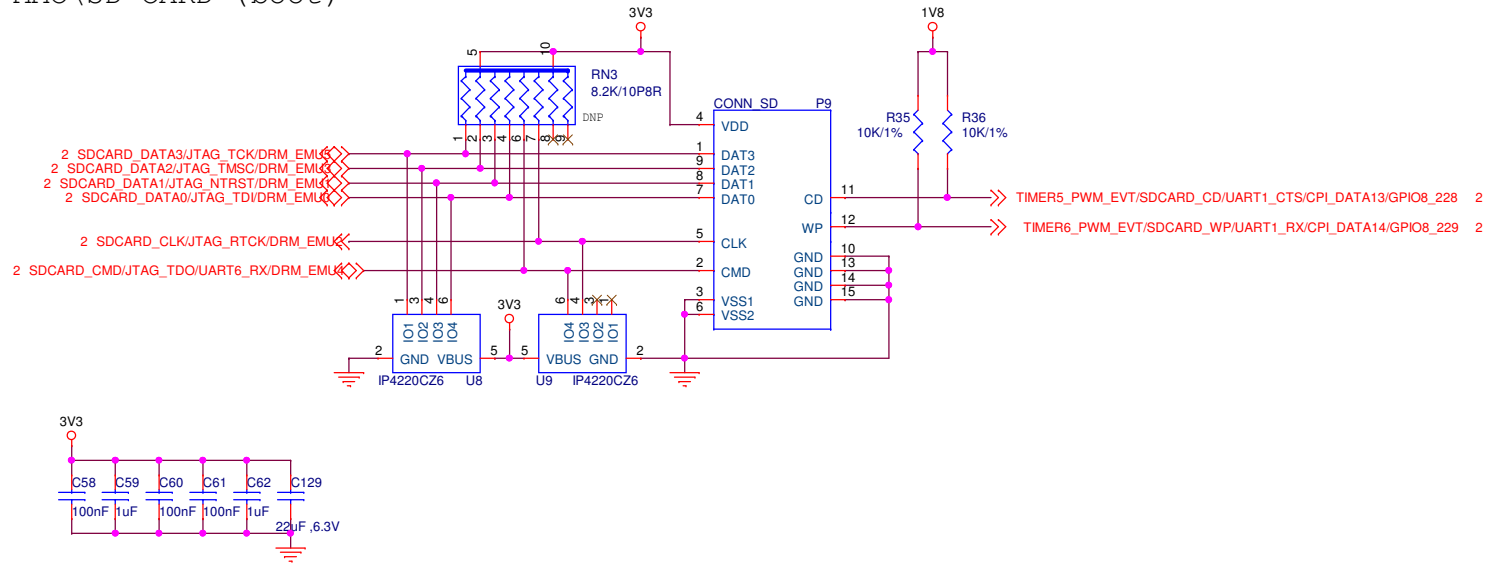 3V3
1V8
5
10
RN3
8.2K/10P8R
DNP
1
2
3
4
6
7
8
9
CONN_SD
P9
4
VDD
R35
10K/1%
R36
10K/1%
2 SDCARD_DATA3/JTAG_TCK/DRM_EMU5
1
DAT3
2 SDCARD_DATA2/JTAG_TMSC/DRM_EMU3
9
DAT2
2 SDCARD_DATA1/JTAG_NTRST/DRM_EMU1
8
DAT1
2 SDCARD_DATA0/JTAG_TDI/DRM_EMU0
7
DAT0
CD
11
TIMER5_PWM_EVT/SDCARD_CD/UART1_CTS/CPI_DATA13/GPIO8_228 2
WP
12
TIMER6_PWM_EVT/SDCARD_WP/UART1_RX/CPI_DATA14/GPIO8_229 2
2 SDCARD_CLK/JTAG_RTCK/DRM_EMU2
5
CLK
2 SDCARD_CMD/JTAG_TDO/UART6_RX/DRM_EMU4
2
CMD
GND
10
GND
13
GND
14
GND
15
3
VSS1
6
VSS2
1
3
4
6
IO1
IO2
IO3
IO4
2
GND
VBUS
5
IP4220CZ6
U8
3V3
6
4
3
1
IO4
IO3
IO2
IO1
5
VBUS
GND
2
U9
IP4220CZ6
3V3
C58
C59
C60
C61
C62
C129
100nF
1uF
100nF
100nF
1uF
22uF ,6.3V